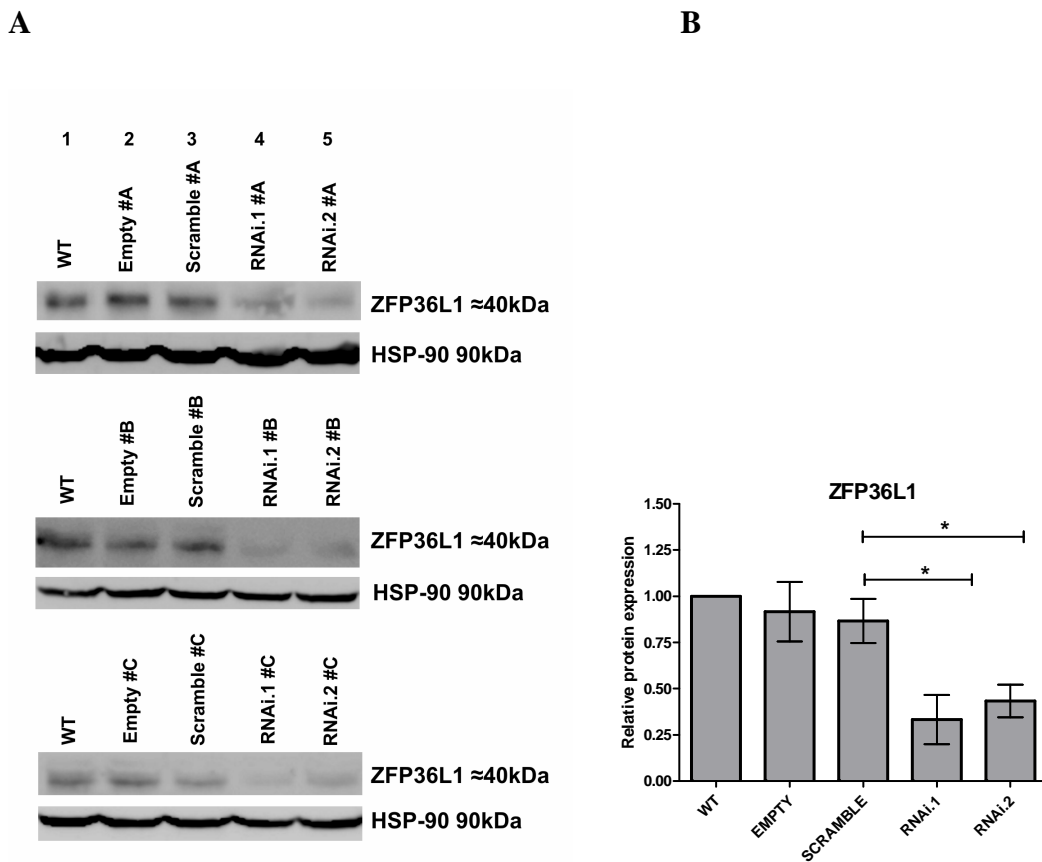 A
B
1 2 3 4 5
WT Empty #A Scramble #A RNAi.1 #A RNAi.2 #A
ZFP36L1 ≈40kDa
HSP-90 90kDa
WT Empty #B Scramble #B RNAi.1 #B RNAi.2 #B
ZFP36L1 ≈40kDa
HSP-90 90kDa
WT Empty #C Scramble #C RNAi.1 #C RNAi.2 #C
ZFP36L1 ≈40kDa
HSP-90 90kDa
ZFP36L1
Relative protein expression
1.50
1.25
1.00
0.75
0.50
0.25
0.00
*
*
WT EMPTY SCRAMBLE RNAi.1 RNAi.2